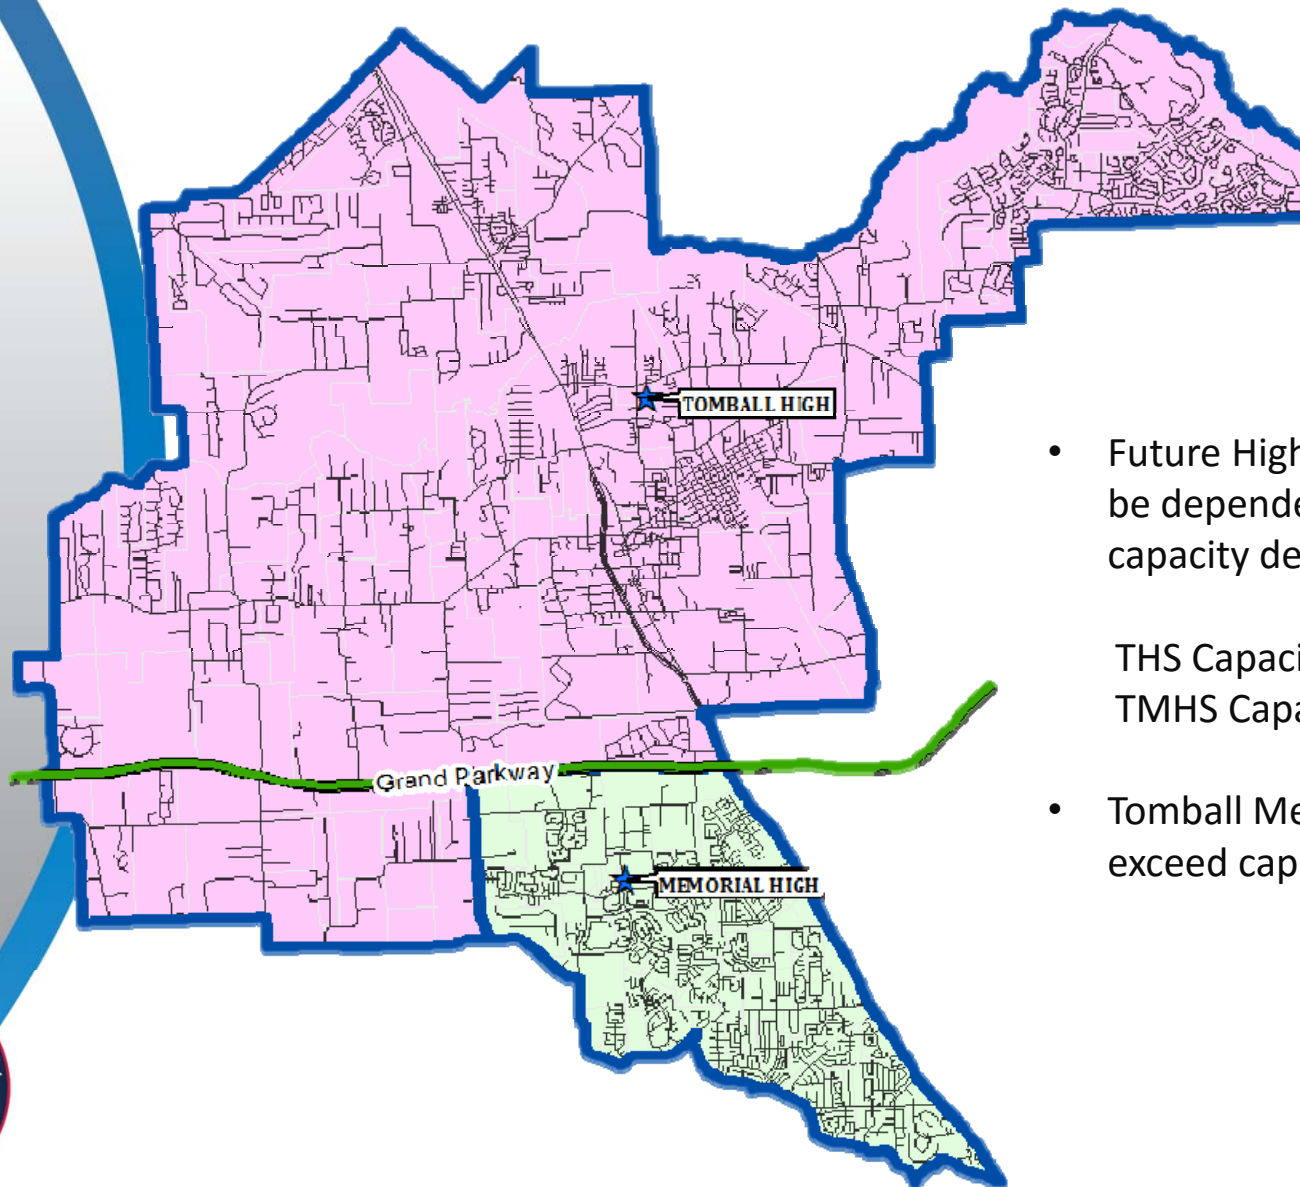 TOMBALL HIGH
Grand Parkway
MEMORIAL HIGH
• Future High
be depende
capacity de
THS Capaci
TMHS Capa
• Tomball Me
exceed cap